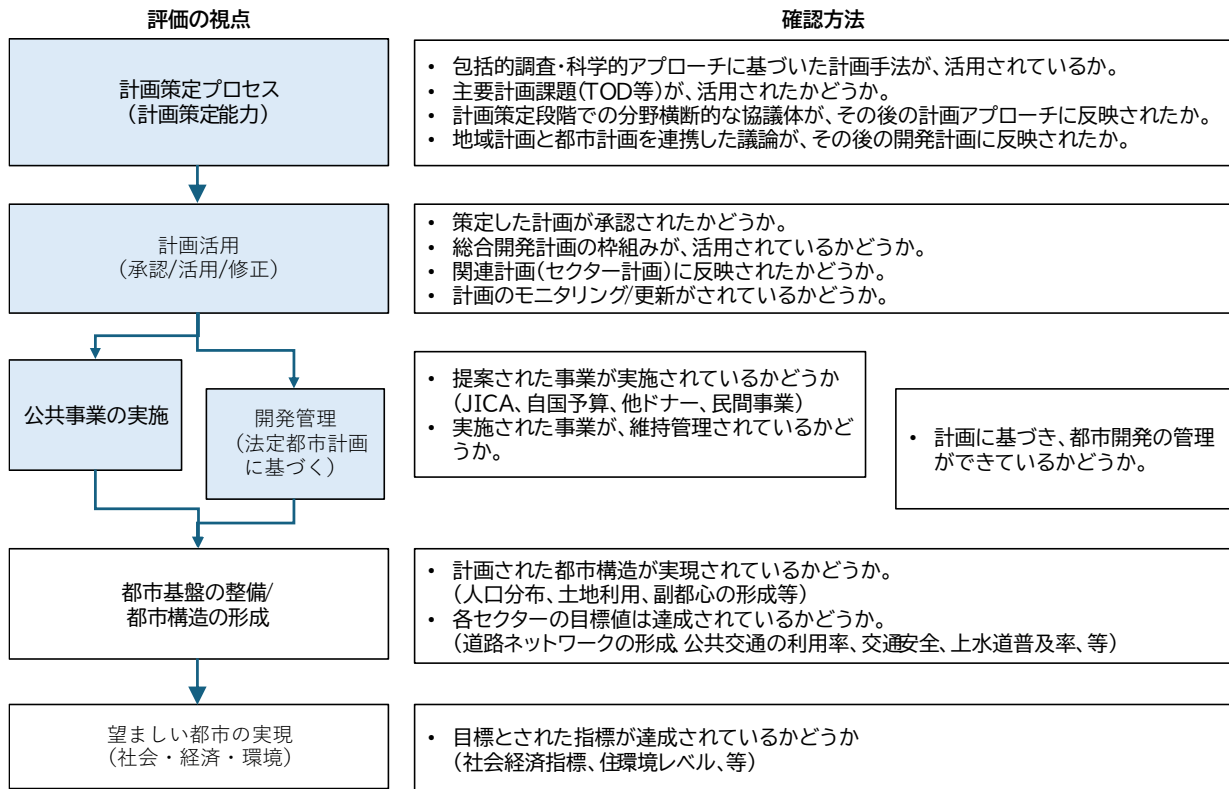 評価の視点
確認方法
計画策定プロセス
（計画策定能力）
• 包括的調査・科学的アプローチに基づいた計画手法が、活用されているか。
• 主要計画課題(TOD等)が、活用されたかどうか。
• 計画策定段階での分野横断的な協議体が、その後の計画アプローチに反映されたか。
• 地域計画と都市計画を連携した議論が、その後の開発計画に反映されたか。
計画活用
（承認/活用/修正）
• 策定した計画が承認されたかどうか。
• 総合開発計画の枠組みが、活用されているかどうか。
• 関連計画(セクター計画)に反映されたかどうか。
• 計画のモニタリング/更新がされているかどうか。
公共事業の実施
開発管理
（法定都市計画
に基づく）
• 提案された事業が実施されているかどうか
（JICA、自国予算、他ドナー、民間事業）
• 実施された事業が、維持管理されているかど
うか。
• 計画に基づき、都市開発の管理
ができているかどうか。
都市基盤の整備/
都市構造の形成
• 計画された都市構造が実現されているかどうか。
（人口分布、土地利用、副都心の形成等）
• 各セクターの目標値は達成されているかどうか。
（道路ネットワークの形成、公共交通の利用率、交通安全、上水道普及率、等）
望ましい都市の実現
（社会・経済・環境）
• 目標とされた指標が達成されているかどうか
（社会経済指標、住環境レベル、等）